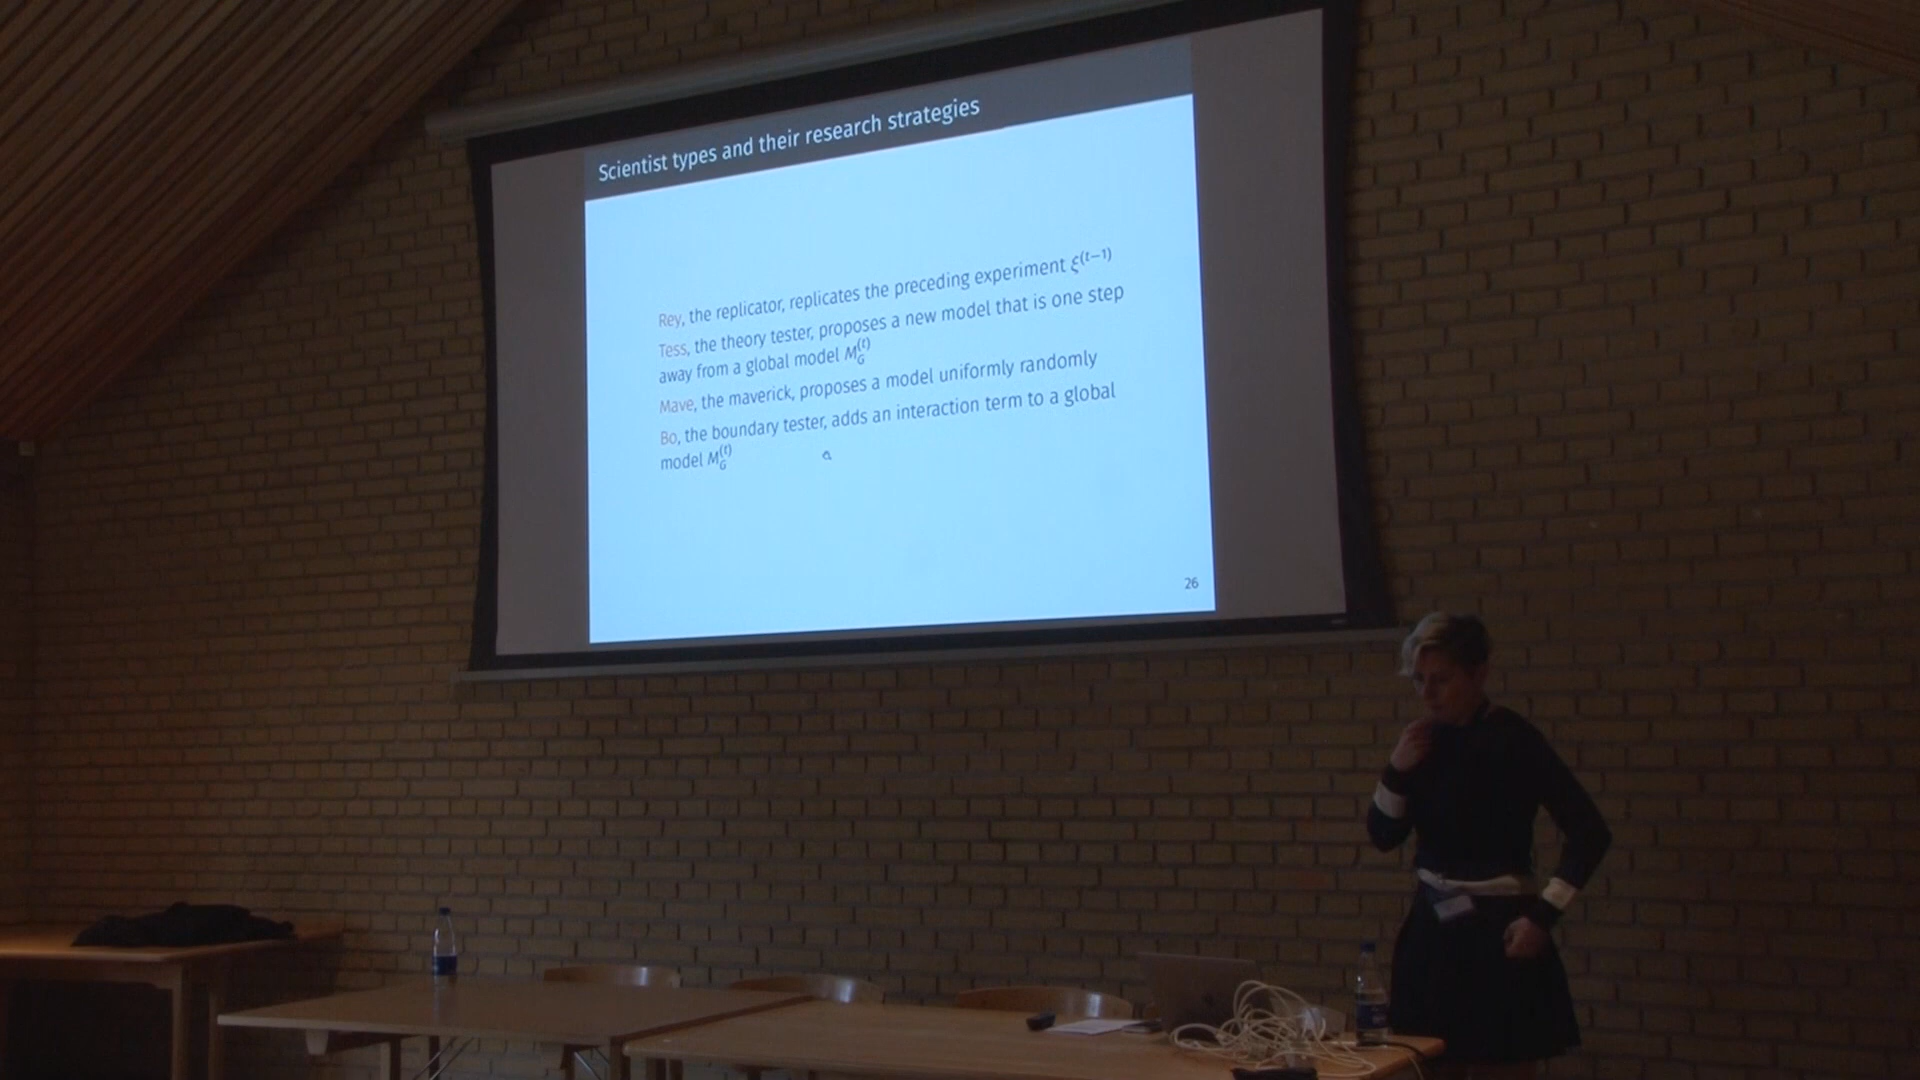 Scientist types and their research strategies
Rey, the replicator, replicates the preceding experiment ξ^(t−1)
Tess, the theory tester, proposes a new model that is one step
away from a global model M_G^(t)
Mave, the maverick, proposes a model uniformly randomly
Bo, the boundary tester, adds an interaction term to a global
model M_G^(t)
26